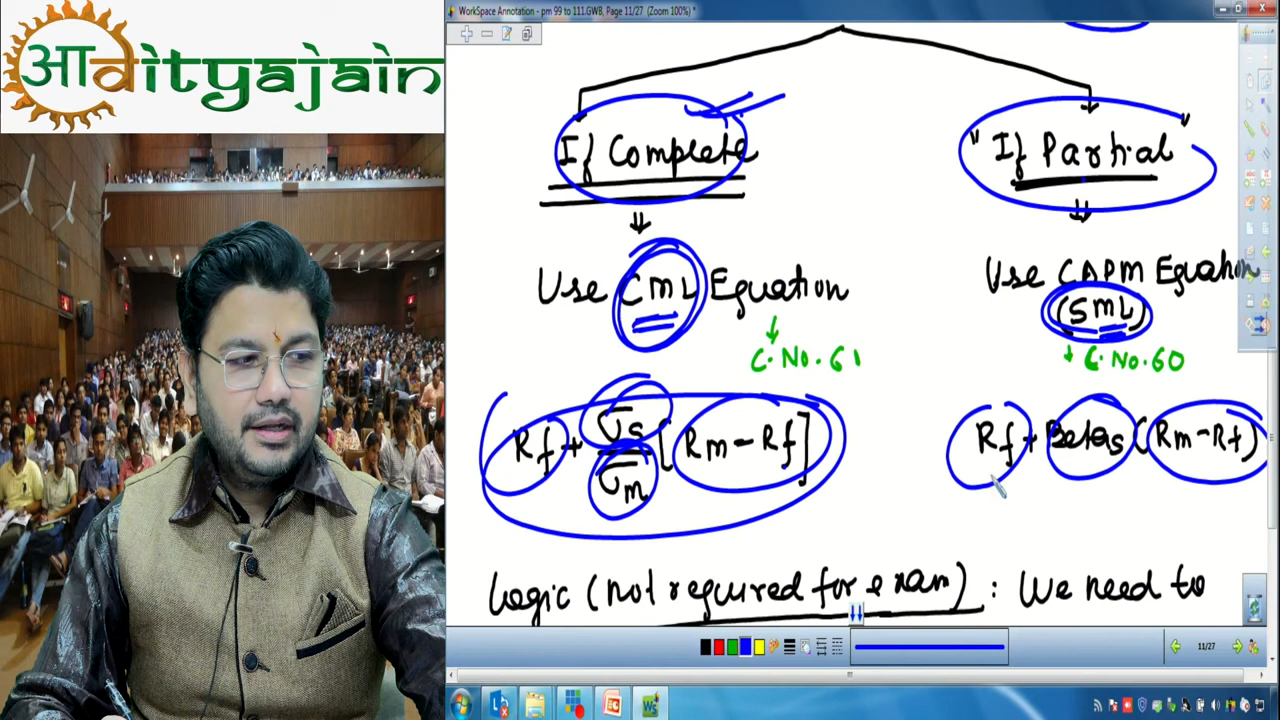 आdityajain
WorkSpace Annotation - pm 99 to 111.GWB, Page 11/27 (Zoom 100%) *
If Complete
"If Partial"
Use CML Equation
Use CAPM Equation
(SML)
C. No. 61
C. No. 60
Rf + σs/σm [Rm - Rf]
Rf + Betas (Rm - Rf)
Logic (not required for exam) : We need to
11/27